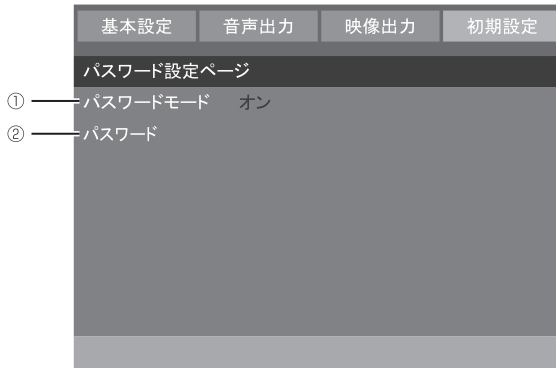 基本設定 音声出力 映像出力 初期設定
パスワード設定ページ
① パスワードモード オン
② パスワード